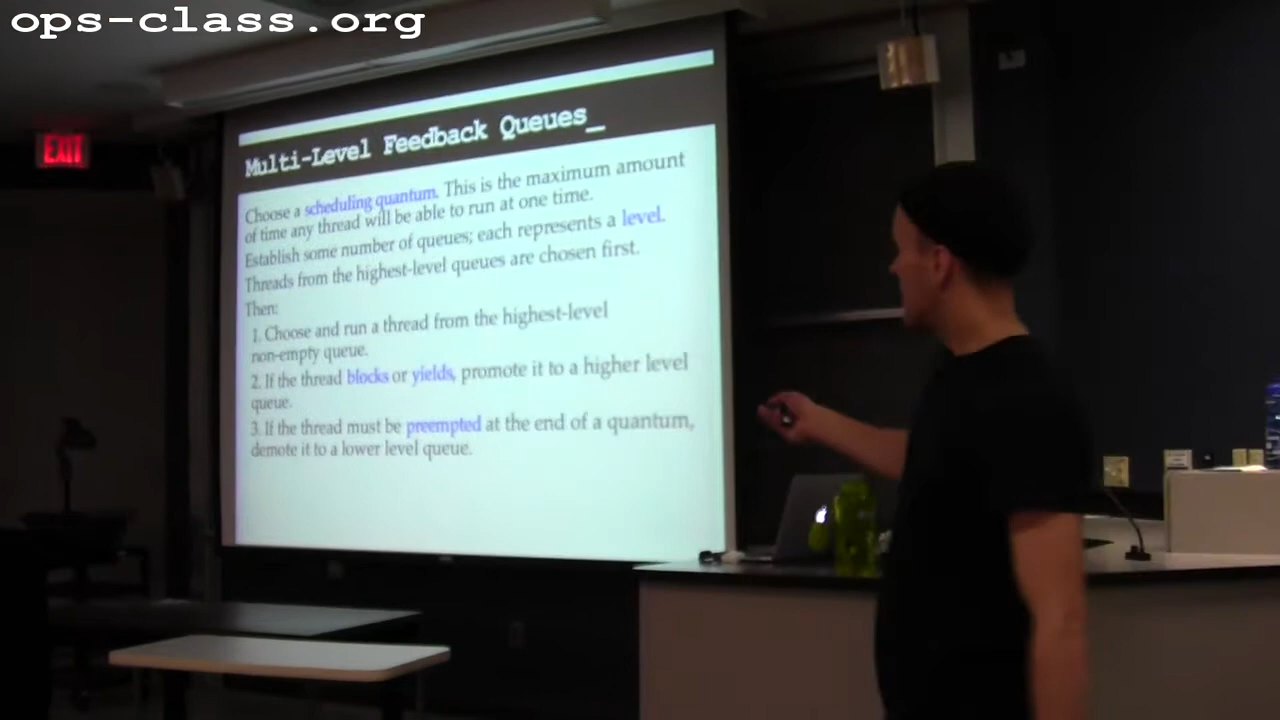 ops-class.org
EXIT
Multi-Level Feedback Queues_
Choose a scheduling quantum. This is the maximum amount
of time any thread will be able to run at one time.
Establish some number of queues; each represents a level.
Threads from the highest-level queues are chosen first.
Then:
1. Choose and run a thread from the highest-level
non-empty queue.
2. If the thread blocks or yields, promote it to a higher level
queue.
3. If the thread must be preempted at the end of a quantum,
demote it to a lower level queue.